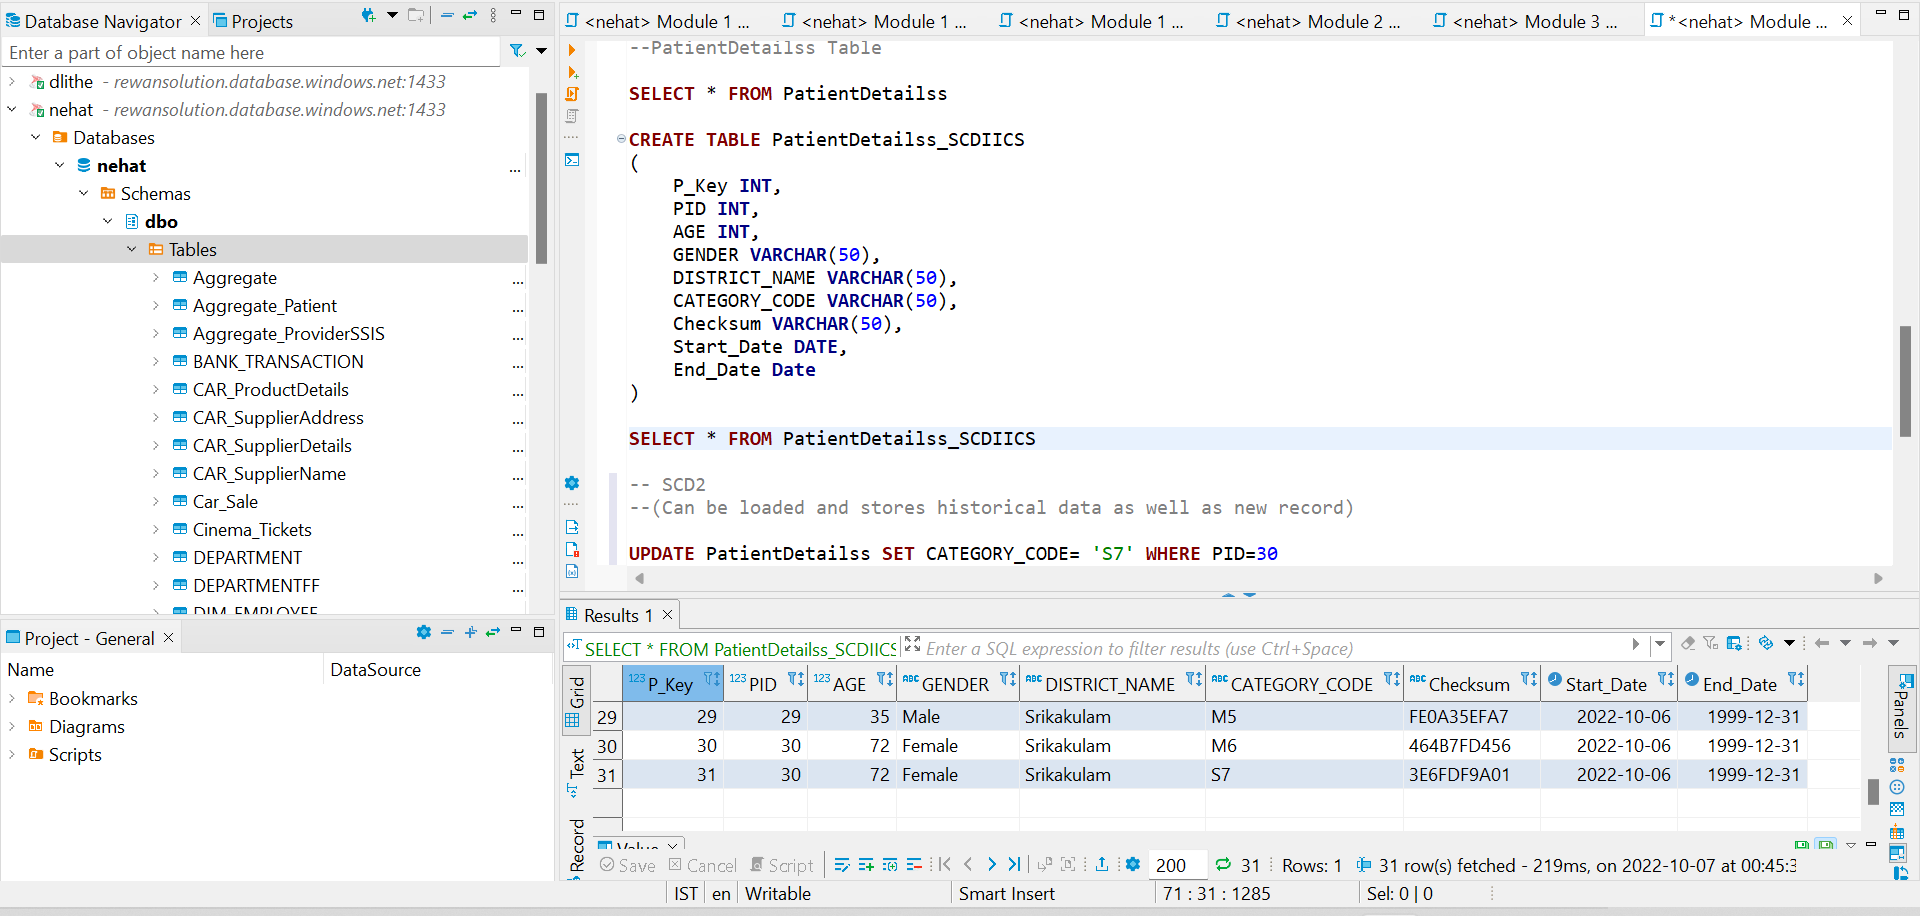 Database Navigator
Projects
Enter a part of object name here
dlithe - rewansolution.database.windows.net:1433
nehat - rewansolution.database.windows.net:1433
Databases
nehat
...
Schemas
dbo
Tables
Aggregate ...
Aggregate_Patient ...
Aggregate_ProviderSSIS ...
BANK_TRANSACTION ...
CAR_ProductDetails ...
CAR_SupplierAddress ...
CAR_SupplierDetails ...
CAR_SupplierName ...
Car_Sale ...
Cinema_Tickets ...
DEPARTMENT ...
DEPARTMENTFF ...
DIM_EMPLOYEE
Project - General
Name DataSource
Bookmarks
Diagrams
Scripts
<nehat> Module 1 ...
<nehat> Module 1 ...
<nehat> Module 1 ...
<nehat> Module 2 ...
<nehat> Module 3 ...
*<nehat> Module ...
--PatientDetailss Table
SELECT * FROM PatientDetailss
CREATE TABLE PatientDetailss_SCDIICS
(
P_Key INT,
PID INT,
AGE INT,
GENDER VARCHAR(50),
DISTRICT_NAME VARCHAR(50),
CATEGORY_CODE VARCHAR(50),
Checksum VARCHAR(50),
Start_Date DATE,
End_Date Date
)
SELECT * FROM PatientDetailss_SCDIICS
-- SCD2
--(Can be loaded and stores historical data as well as new record)
UPDATE PatientDetailss SET CATEGORY_CODE= 'S7' WHERE PID=30
Results 1
SELECT * FROM PatientDetailss_SCDIICS
Enter a SQL expression to filter results (use Ctrl+Space)
Grid
Text
Record
123 P_Key 123 PID 123 AGE ABC GENDER ABC DISTRICT_NAME ABC CATEGORY_CODE ABC Checksum Start_Date End_Date
29 29 29 35 Male Srikakulam M5 FE0A35EFA7 2022-10-06 1999-12-31
30 30 30 72 Female Srikakulam M6 464B7FD456 2022-10-06 1999-12-31
31 31 30 72 Female Srikakulam S7 3E6FDF9A01 2022-10-06 1999-12-31
Panels
Value
Save Cancel Script 200 31 Rows: 1 31 row(s) fetched - 219ms, on 2022-10-07 at 00:45:3
IST en Writable Smart Insert 71 : 31 : 1285 Sel: 0 | 0